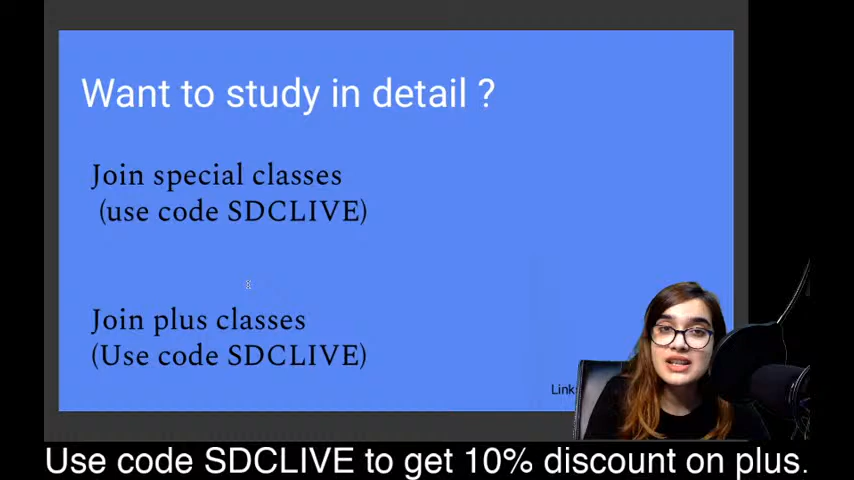 Want to study in detail ?
Join special classes
(use code SDCLIVE)
Join plus classes
(Use code SDCLIVE)
Link
Use code SDCLIVE to get 10% discount on plus.